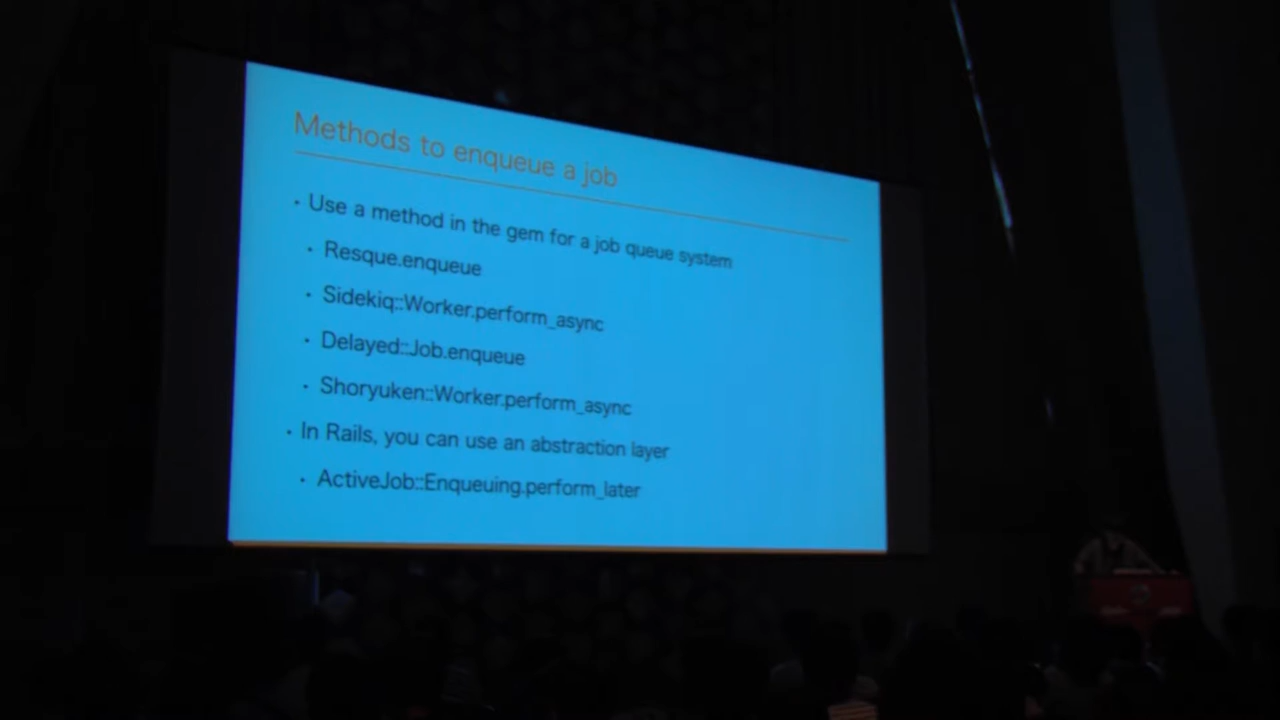 Methods to enqueue a job
・Use a method in the gem for a job queue system
・Resque.enqueue
・Sidekiq::Worker.perform_async
・Delayed::Job.enqueue
・Shoryuken::Worker.perform_async
・In Rails, you can use an abstraction layer
・ActiveJob::Enqueuing.perform_later